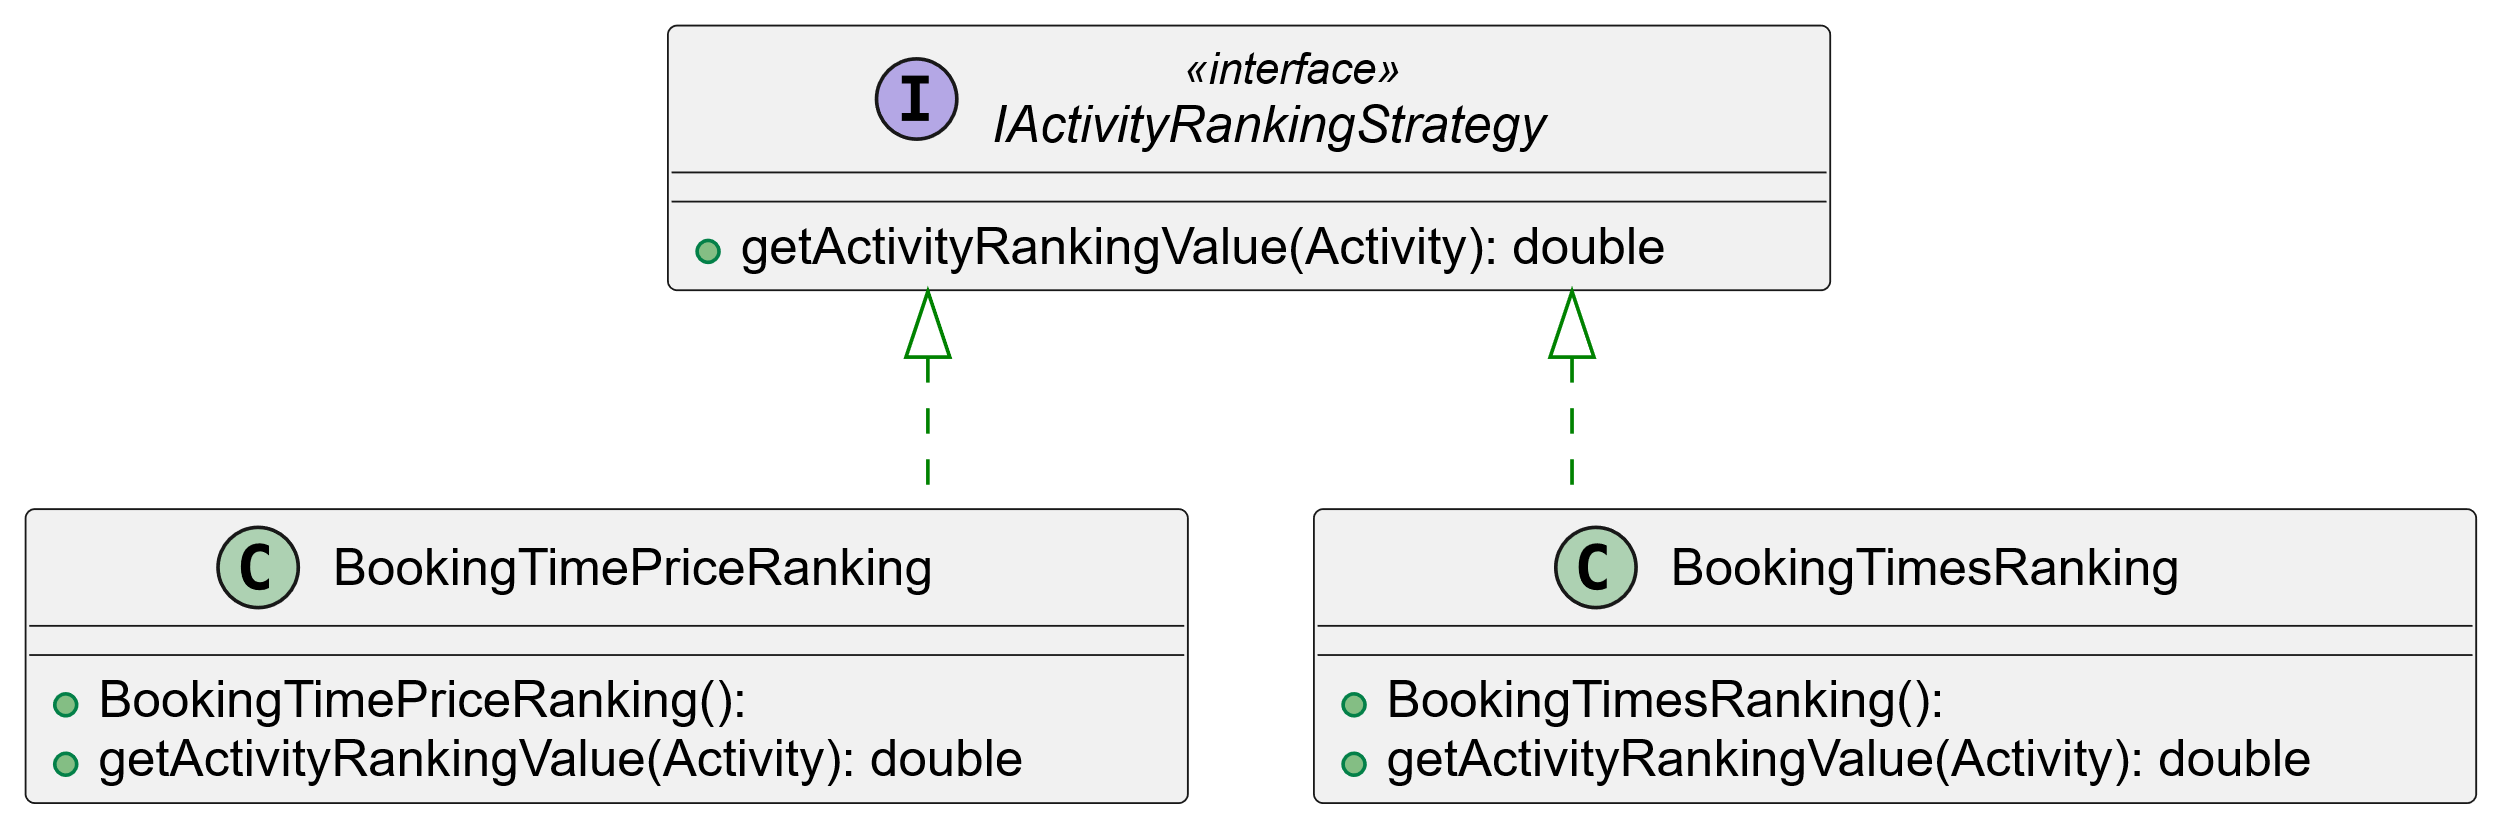 I
«interface»
IActivityRankingStrategy
getActivityRankingValue(Activity): double
C BookingTimePriceRanking
BookingTimePriceRanking():
getActivityRankingValue(Activity): double
C BookingTimesRanking
BookingTimesRanking():
getActivityRankingValue(Activity): double